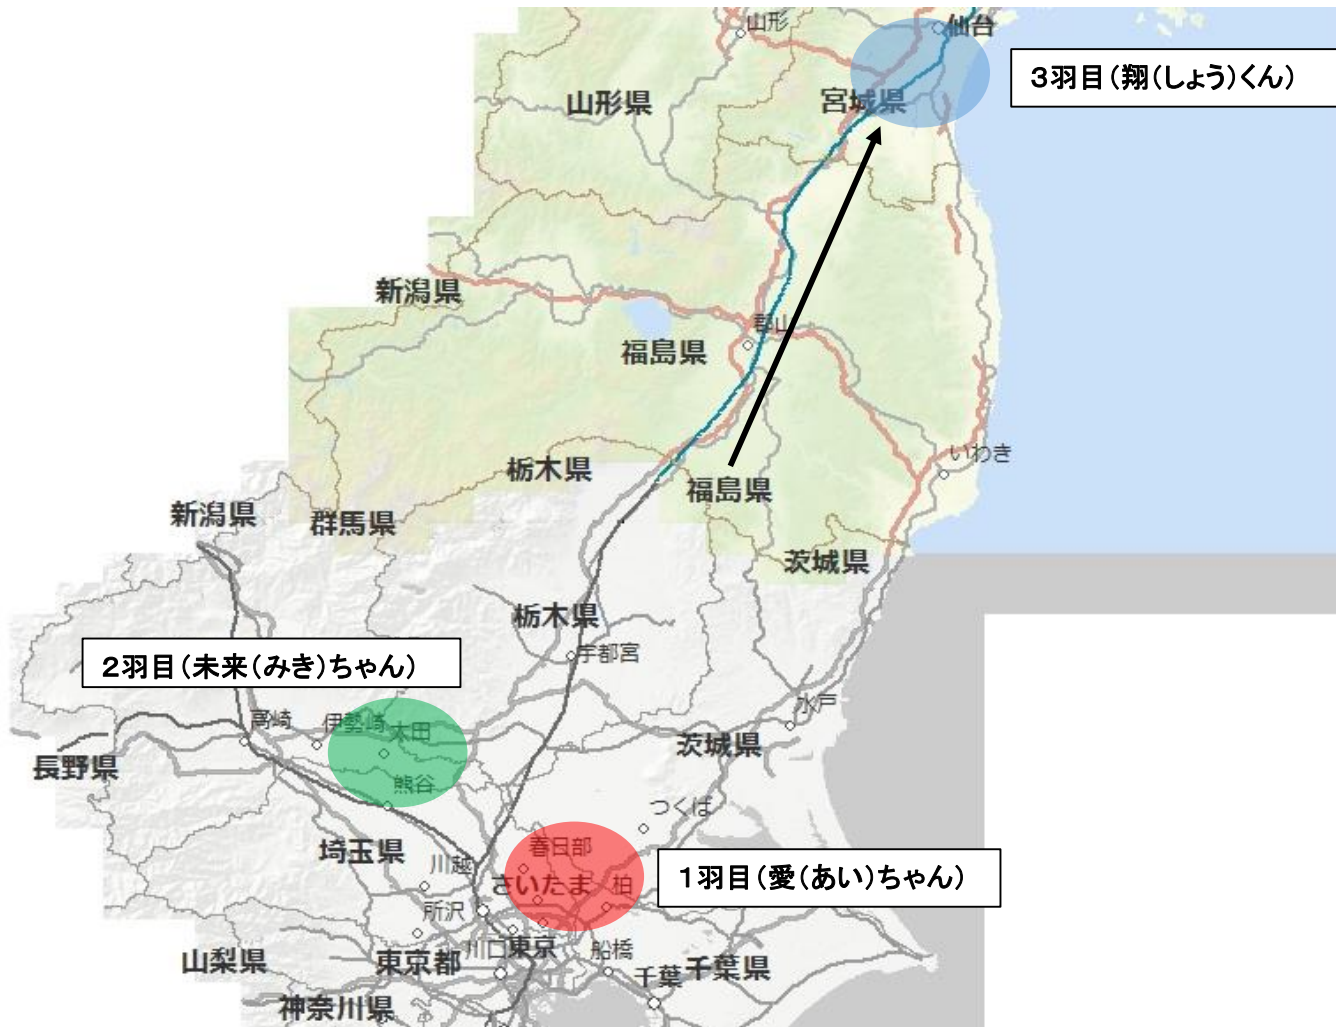 山形
仙台
3羽目(翔(しょう)くん)
山形県
宮城県
新潟県
郡山
福島県
いわき
栃木県
福島県
新潟県
群馬県
茨城県
栃木県
2羽目(未来(みき)ちゃん)
宇都宮
高崎
伊勢崎
太田
水戸
茨城県
長野県
熊谷
つくば
埼玉県
川越
春日部
1羽目(愛(あい)ちゃん)
さいたま
柏
所沢
山梨県
東京都
川口
東京
船橋
千葉
千葉県
神奈川県